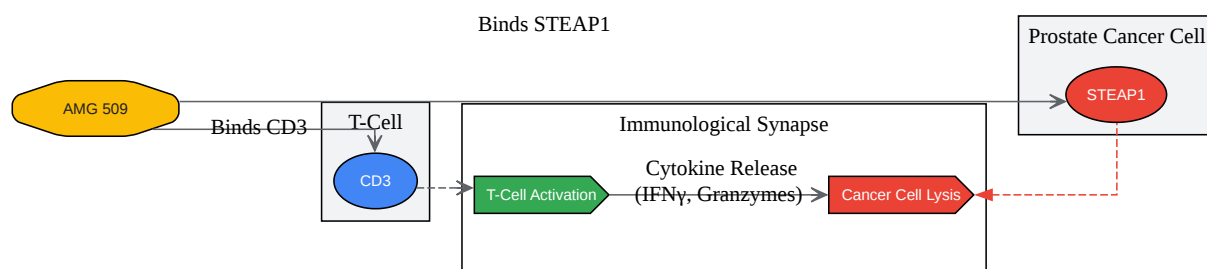 Binds STEAP1
Prostate Cancer Cell
STEAP1
AMG 509
Binds CD3
T-Cell
CD3
Immunological Synapse
T-Cell Activation
Cytokine Release
(IFNγ, Granzymes)
Cancer Cell Lysis